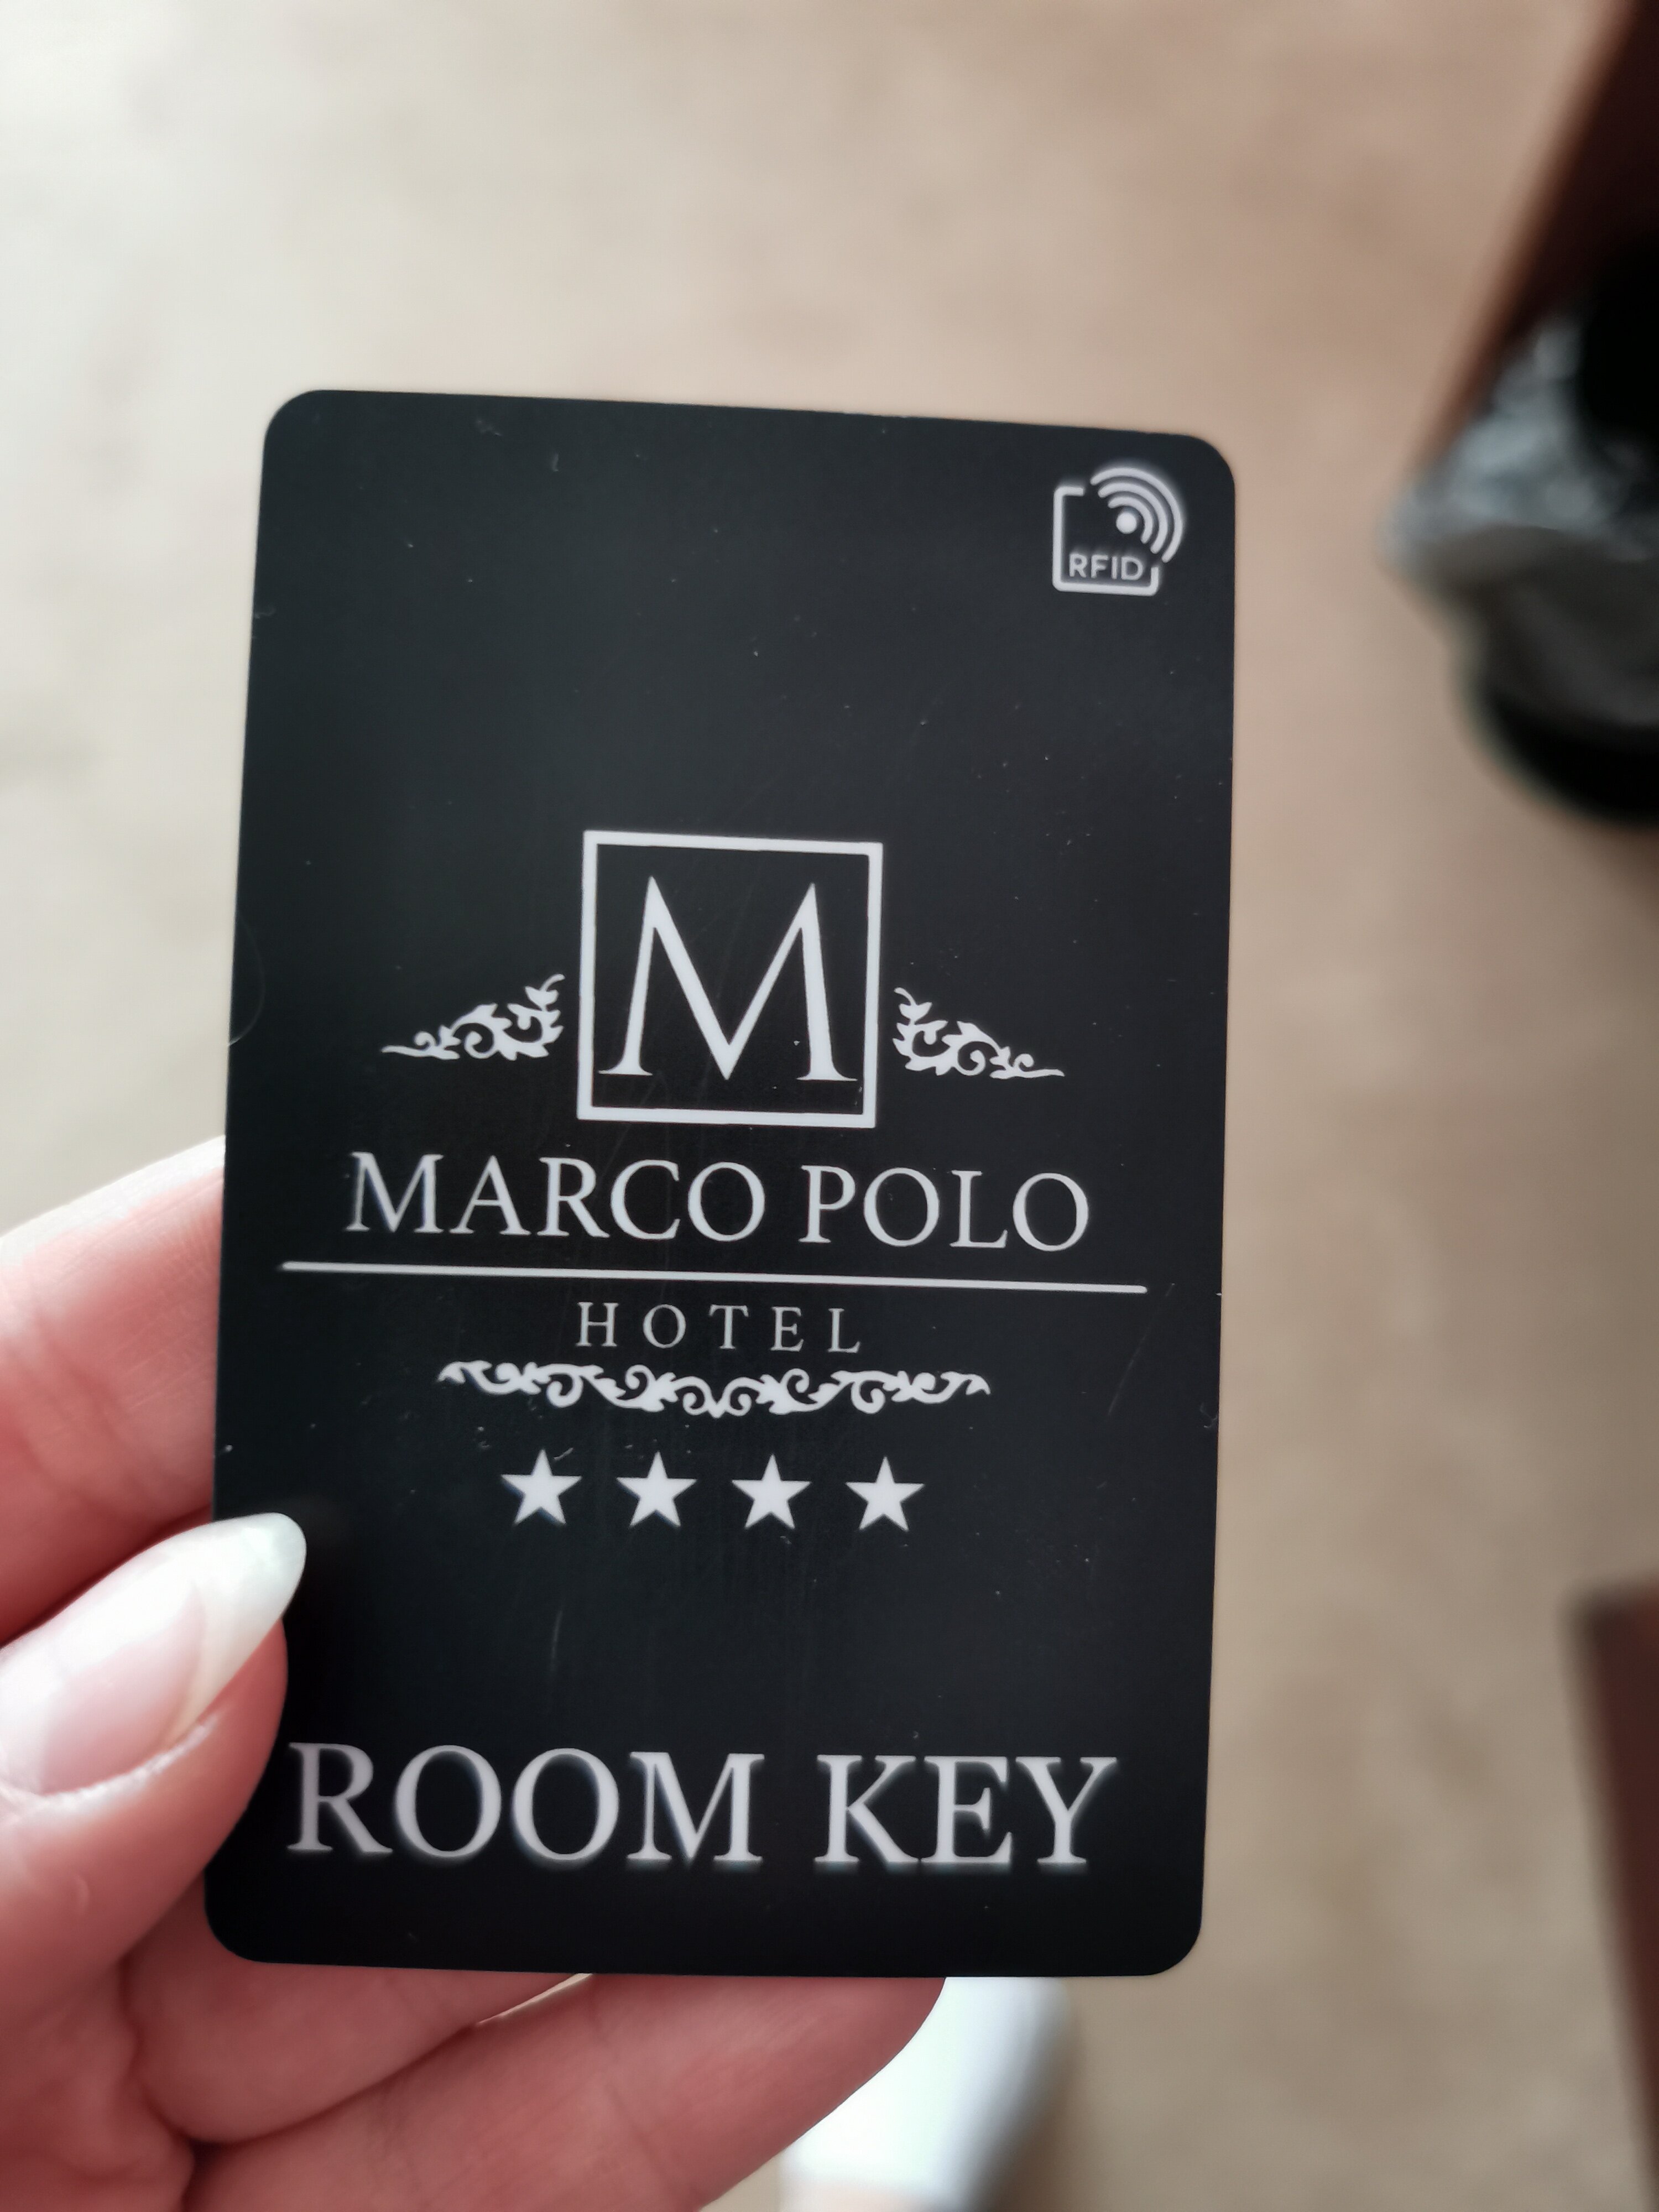 RFID
M
MARCO POLO
HOTEL
ROOM KEY